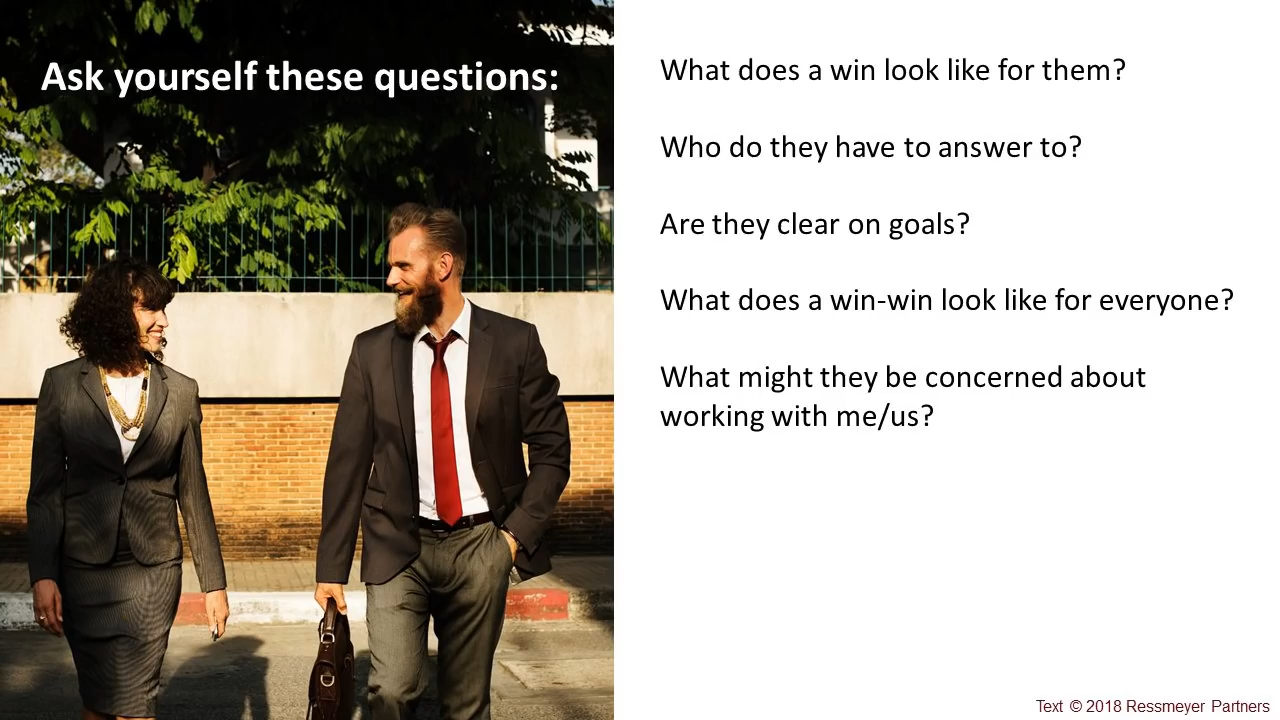 Ask yourself these questions:
What does a win look like for them?
Who do they have to answer to?
Are they clear on goals?
What does a win-win look like for everyone?
What might they be concerned about
working with me/us?
Text © 2018 Ressmeyer Partners